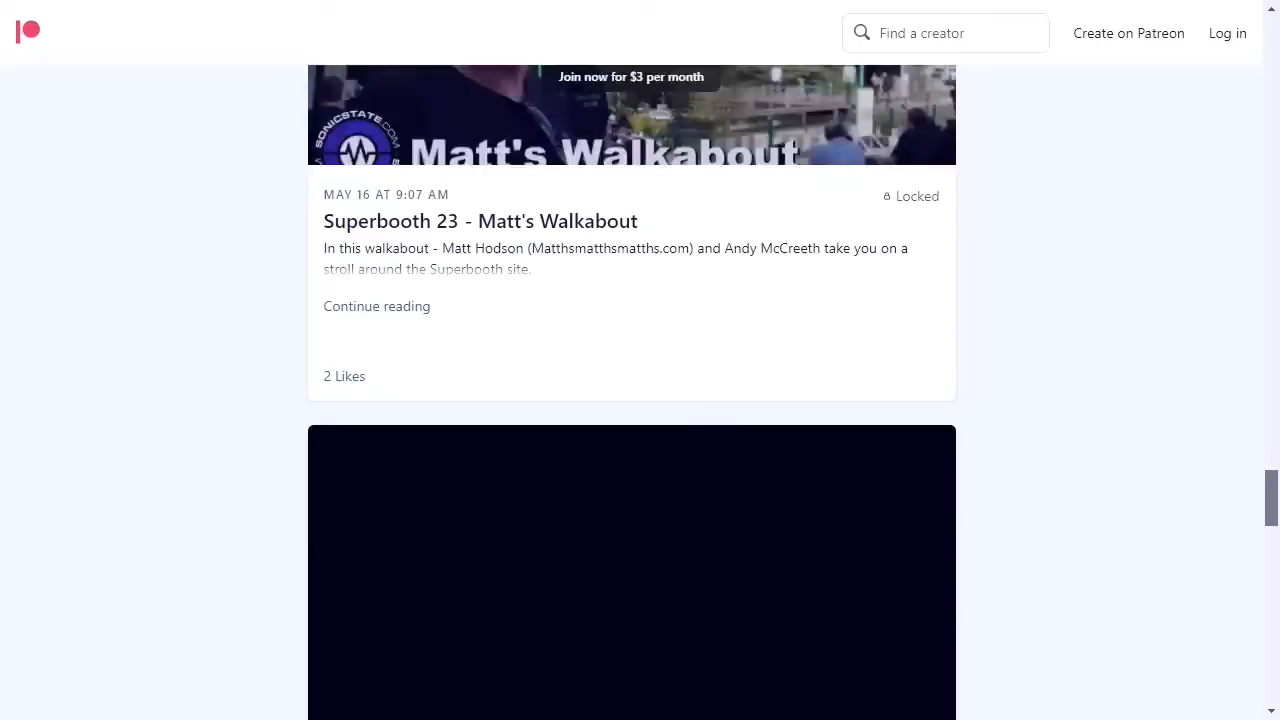 Find a creator
Create on Patreon
Log in
Join now for $3 per month
SONICSTATE.COM
Matt's Walkabout
MAY 16 AT 9:07 AM
Locked
Superbooth 23 - Matt's Walkabout
In this walkabout - Matt Hodson (Matthsmatthsmatths.com) and Andy McCreeth take you on a
stroll around the Superbooth site.
Continue reading
2 Likes